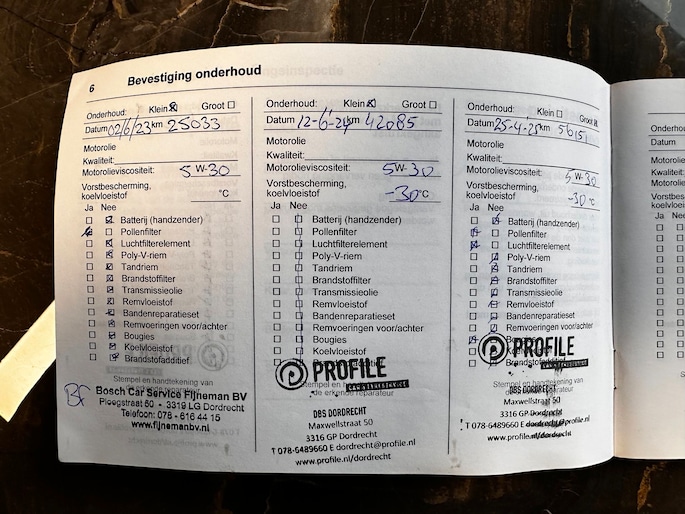 6 Bevestiging onderhoud
Onderhoud: Klein Groot
Datum 02/6/23 km 25033
Motorolie
Kwaliteit:
Motorolieviscositeit: 5W-30
Vorstbescherming,
koelvloeistof °C
Ja Nee
Batterij (handzender)
Pollenfilter
Luchtfilterelement
Poly-V-riem
Tandriem
Brandstoffilter
Transmissieolie
Remvloeistof
Bandenreparatieset
Remvoeringen voor/achter
Bougies
Koelvloeistof
Brandstofadditief
Stempel en handtekening van
BF
Bosch Car Service Fijneman BV
Ploegstraat 50 - 3319 LG Dordrecht
Telefoon: 078 - 616 44 15
www.fijnemanbv.nl
Onderhoud: Klein Groot
Datum 12-6-24 km 42085
Motorolie
Kwaliteit:
Motorolieviscositeit: 5W-30
Vorstbescherming,
koelvloeistof -30°C
Ja Nee
Batterij (handzender)
Pollenfilter
Luchtfilterelement
Poly-V-riem
Tandriem
Brandstoffilter
Transmissieolie
Remvloeistof
Bandenreparatieset
Remvoeringen voor/achter
Bougies
Koelvloeistof
PROFILE
Stempel en handtekening van
de erkende reparateur
DBS DORDRECHT
Maxwellstraat 50
3316 GP Dordrecht
T 078-6489660 E dordrecht@profile.nl
www.profile.nl/dordrecht
Onderhoud: Klein Groot
Datum 25-4-25 km
Motorolie
Kwaliteit:
Motorolieviscositeit: 5W-30
Vorstbescherming,
koelvloeistof -30°C
Ja Nee
Batterij (handzender)
Pollenfilter
Luchtfilterelement
Poly-V-riem
Tandriem
Brandstoffilter
Transmissieolie
Remvloeistof
Bandenreparatieset
Remvoeringen voor/achter
PROFILE
Stempel en handtekening van
DBS DORDRECHT
Maxwellstraat 50
3316 GP Dordrecht
T 078-6489660 E dordrecht@profile.nl
www.profile.nl/dordrecht
Datum
Motorolie
Kwaliteit:
Ja Nee